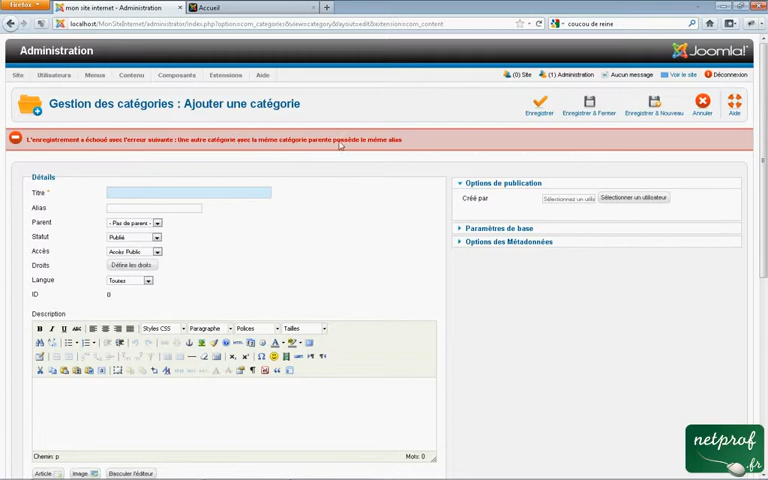 Firefox
mon site internet - Administration
Accueil
localhost/MonSiteInternet/administrator/index.php?option=com_categories&view=category&layout=edit&extension=com_content
coucou de reine
Administration
Joomla!
Site
Utilisateurs
Menus
Contenu
Composants
Extensions
Aide
(0) Site
(1) Administration
Aucun message
Voir le site
Déconnexion
Gestion des catégories : Ajouter une catégorie
Enregistrer
Enregistrer & Fermer
Enregistrer & Nouveau
Annuler
Aide
L'enregistrement a échoué avec l'erreur suivante : Une autre catégorie avec la même catégorie parente possède le même alias
Détails
Titre *
Alias
Parent - Pas de parent -
Statut Publié
Accès Accès Public
Droits Définir les droits
Langue Toutes
ID 0
Description
Styles CSS
Paragraphe
Polices
Tailles
Chemin: p
Mots: 0
Article
Image
Basculer l'éditeur
Options de publication
Créé par
Sélectionnez un utilis
Sélectionner un utilisateur
Paramètres de base
Options des Métadonnées
netprof
.fr